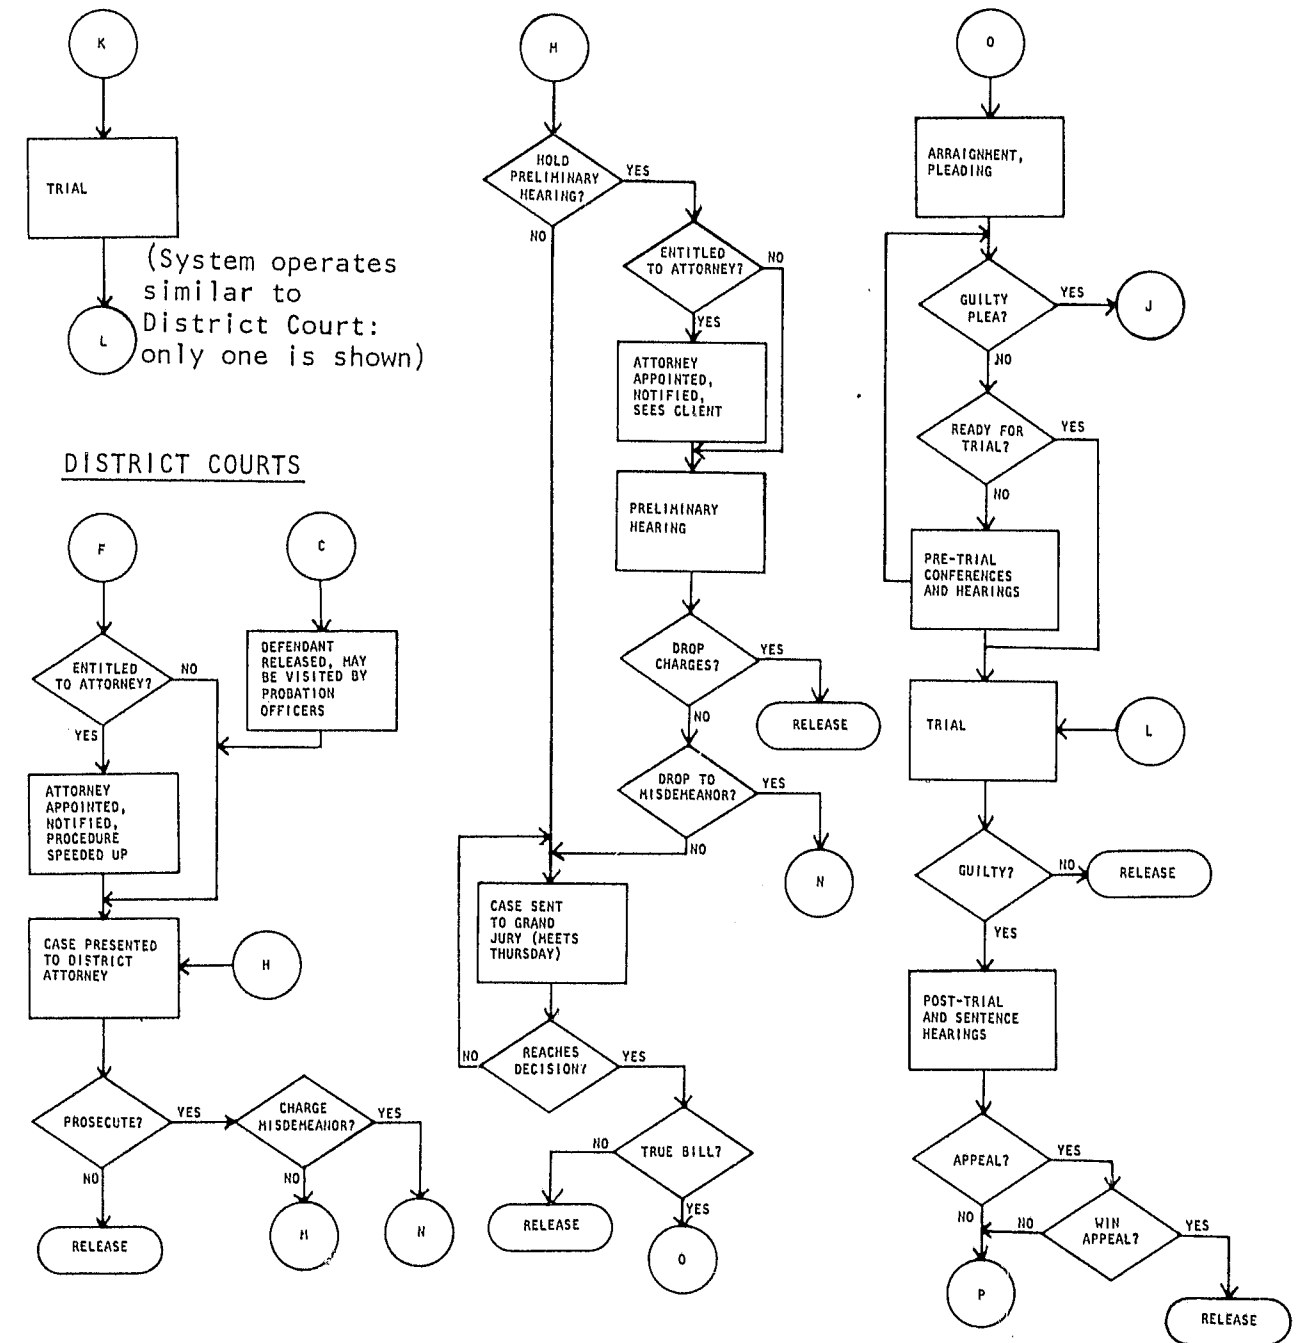 K
TRIAL
(System operates
similar to
District Court:
only one is shown)
L
DISTRICT COURTS
F
C
ENTITLED
TO ATTORNEY?
NO
YES
DEFENDANT
RELEASED, MAY
BE VISITED BY
PROBATION
OFFICERS
ATTORNEY
APPOINTED,
NOTIFIED,
PROCEDURE
SPEEDED UP
CASE PRESENTED
TO DISTRICT
ATTORNEY
H
PROSECUTE?
YES
NO
CHARGE
MISDEMEANOR?
YES
NO
RELEASE
M
N
M
HOLD
PRELIMINARY
HEARING?
YES
NO
ENTITLED
TO ATTORNEY?
NO
YES
ATTORNEY
APPOINTED,
NOTIFIED,
SEES CLIENT
PRELIMINARY
HEARING
DROP
CHARGES?
YES
NO
RELEASE
DROP TO
MISDEMEANOR?
YES
NO
N
CASE SENT
TO GRAND
JURY (MEETS
THURSDAY)
REACHES
DECISION?
NO
YES
TRUE BILL?
NO
YES
RELEASE
O
O
ARRAIGNMENT,
PLEADING
GUILTY
PLEA?
YES
J
NO
READY FOR
TRIAL?
YES
NO
PRE-TRIAL
CONFERENCES
AND HEARINGS
TRIAL
L
GUILTY?
NO
RELEASE
YES
POST-TRIAL
AND SENTENCE
HEARINGS
APPEAL?
YES
NO
WIN
APPEAL?
NO
YES
P
RELEASE